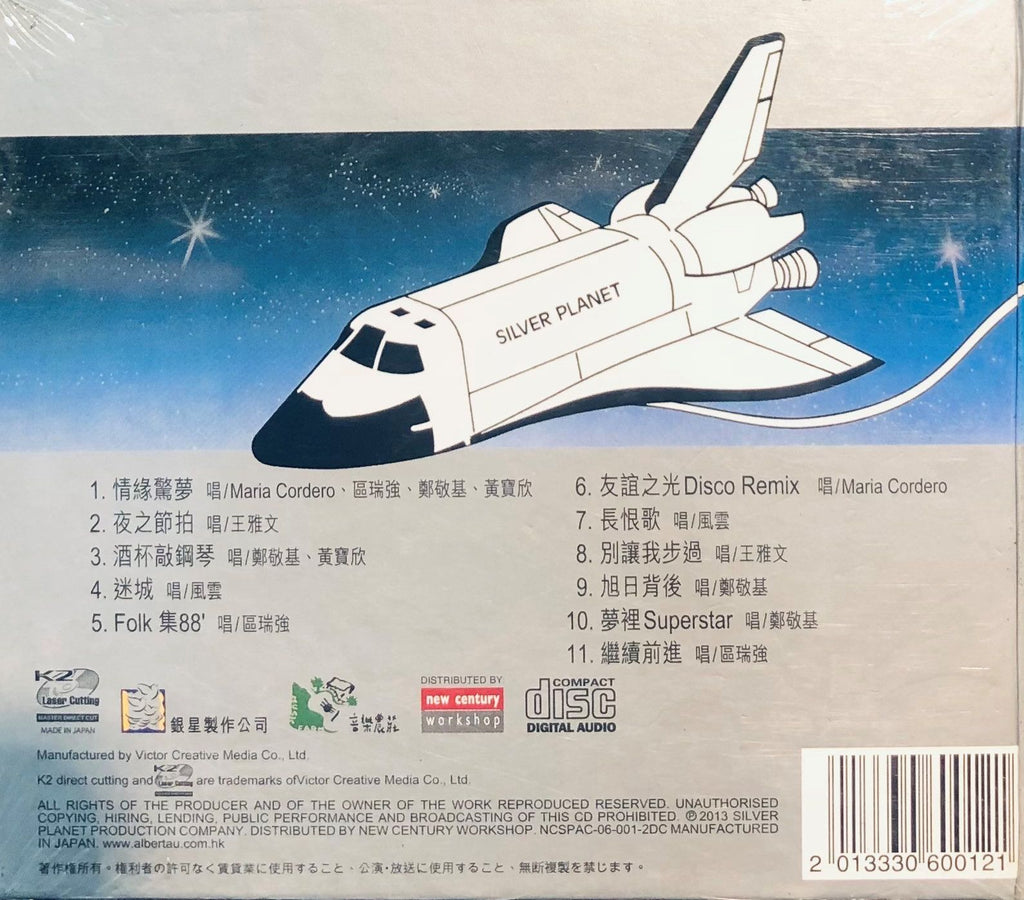 SILVER PLANET
1. 情緣驚夢 唱/Maria Cordero、區瑞強、鄭敬基、黃寶欣
2. 夜之節拍 唱/王雅文
3. 酒杯敲鋼琴 唱/鄭敬基、黃寶欣
4. 迷城 唱/風雲
5. Folk 集88' 唱/區瑞強
6. 友誼之光Disco Remix 唱/Maria Cordero
7. 長恨歌 唱/風雲
8. 別讓我步過 唱/王雅文
9. 旭日背後 唱/鄭敬基
10. 夢裡Superstar 唱/鄭敬基
11. 繼續前進 唱/區瑞強
K2
Laser Cutting
MASTER DIRECT CUT
MADE IN JAPAN
銀星製作公司
音樂農莊
DISTRIBUTED BY
new century
workshop
COMPACT
disc
DIGITAL AUDIO
Manufactured by Victor Creative Media Co., Ltd.
K2 direct cutting and K2 Laser Cutting are trademarks ofVictor Creative Media Co., Ltd.
ALL RIGHTS OF THE PRODUCER AND OF THE OWNER OF THE WORK REPRODUCED RESERVED. UNAUTHORISED
COPYING, HIRING, LENDING, PUBLIC PERFORMANCE AND BROADCASTING OF THIS CD PROHIBITED. ℗2013 SILVER
PLANET PRODUCTION COMPANY. DISTRIBUTED BY NEW CENTURY WORKSHOP. NCSPAC-06-001-2DC MANUFACTURED
IN JAPAN. www.albertau.com.hk
著作権所有。権利者の許可なく賃貸業に使用すること、公演・放送に使用すること、無断複製を禁じます。
2 013330 600121